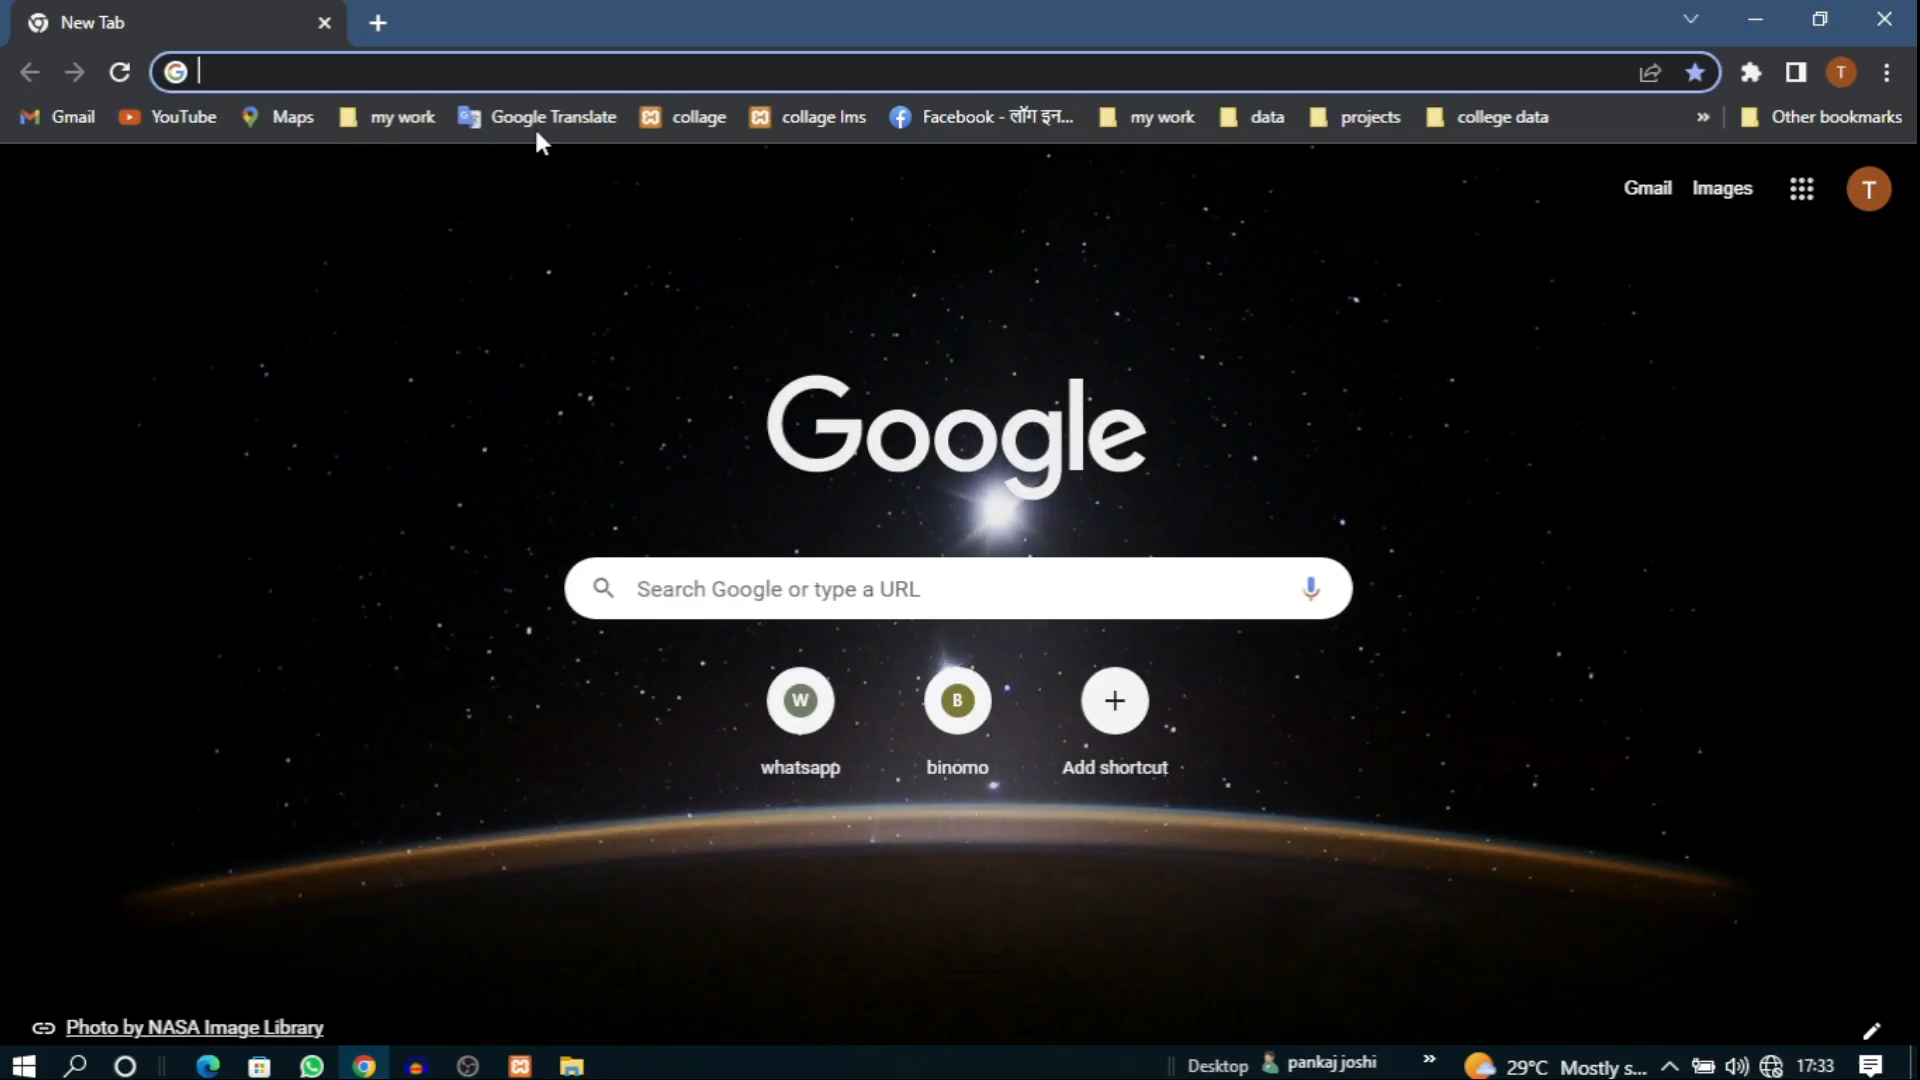 New Tab
Gmail YouTube Maps my work Google Translate collage collage lms Facebook - लॉग इन... my work data projects college data » Other bookmarks
Gmail Images T
Google
Search Google or type a URL
W B
whatsapp binomo Add shortcut
Photo by NASA Image Library
Desktop pankaj joshi » 29°C Mostly s... 17:33